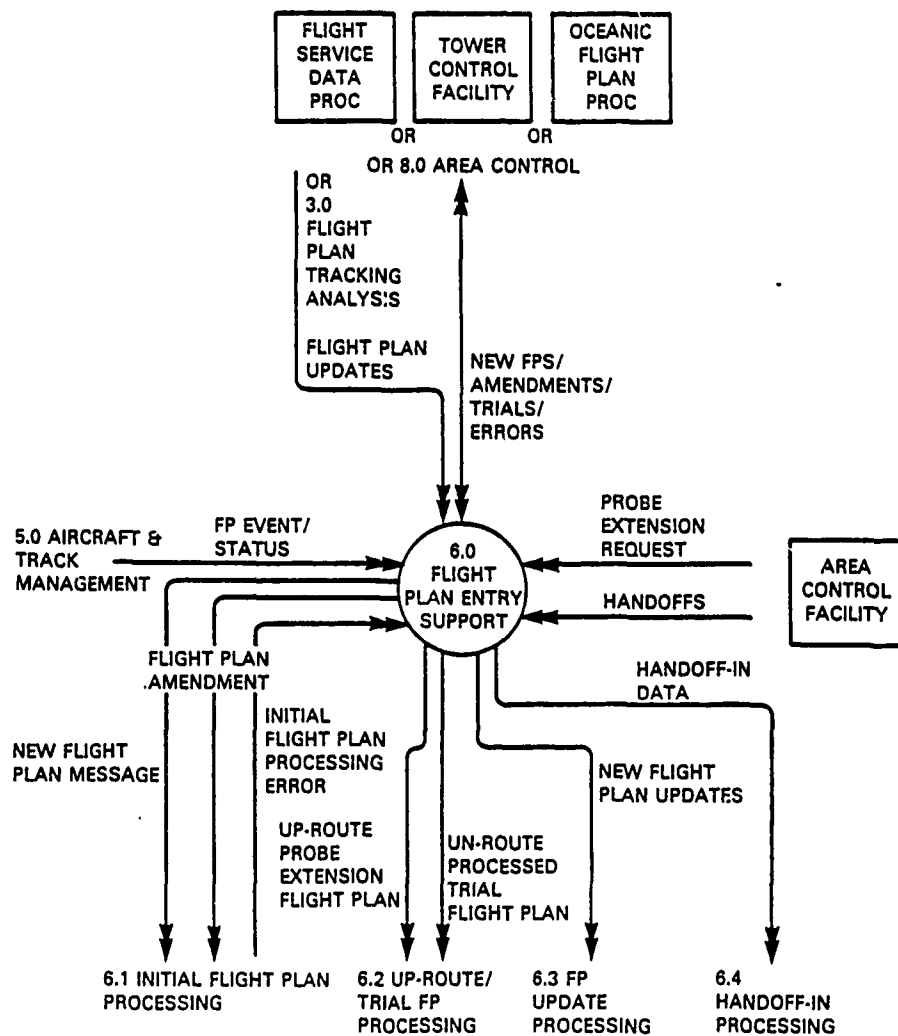 FLIGHT
SERVICE
DATA
PROC
TOWER
CONTROL
FACILITY
OCEANIC
FLIGHT
PLAN
PROC
OR
OR
OR 8.0 AREA CONTROL
OR
3.0
FLIGHT
PLAN
TRACKING
ANALYSIS
FLIGHT PLAN
UPDATES
NEW FPS/
AMENDMENTS/
TRIALS/
ERRORS
5.0 AIRCRAFT &
TRACK
MANAGEMENT
FP EVENT/
STATUS
6.0
FLIGHT
PLAN ENTRY
SUPPORT
PROBE
EXTENSION
REQUEST
HANDOFFS
AREA
CONTROL
FACILITY
FLIGHT PLAN
AMENDMENT
NEW FLIGHT
PLAN MESSAGE
INITIAL
FLIGHT PLAN
PROCESSING
ERROR
UP-ROUTE
PROBE
EXTENSION
FLIGHT PLAN
UN-ROUTE
PROCESSED
TRIAL
FLIGHT PLAN
NEW FLIGHT
PLAN UPDATES
HANDOFF-IN
DATA
6.1 INITIAL FLIGHT PLAN
PROCESSING
6.2 UP-ROUTE/
TRIAL FP
PROCESSING
6.3 FP
UPDATE
PROCESSING
6.4
HANDOFF-IN
PROCESSING